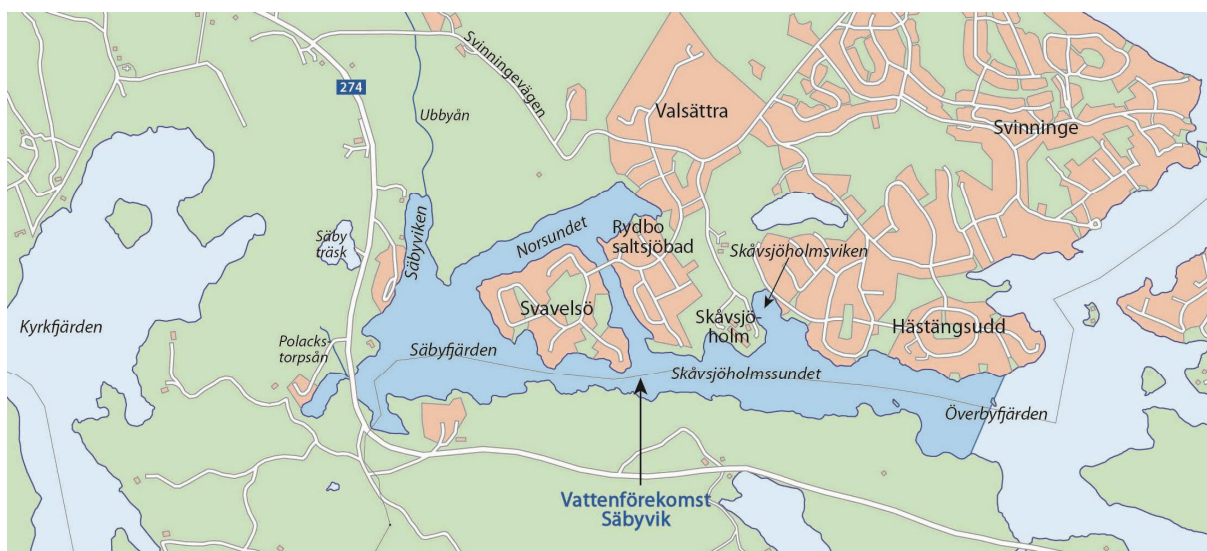 274
Svinningevägen
Ubbyån
Valsättra
Svinninge
Säbyviken
Norsundet
Rydbo
saltsjöbad
Skåvsjöholmsviken
Säby
träsk
Kyrkfjärden
Svavelsö
Skåvsjö-
holm
Hästängsudd
Polacks-
torpsån
Säbyfjärden
Skåvsjöholmssundet
Överbyfjärden
Vattenförekomst
Säbyvik